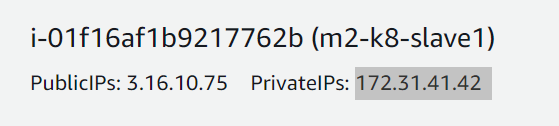 i-01f16af1b9217762b (m2-k8-slave1)
PublicIPs: 3.16.10.75 PrivateIPs: 172.31.41.42